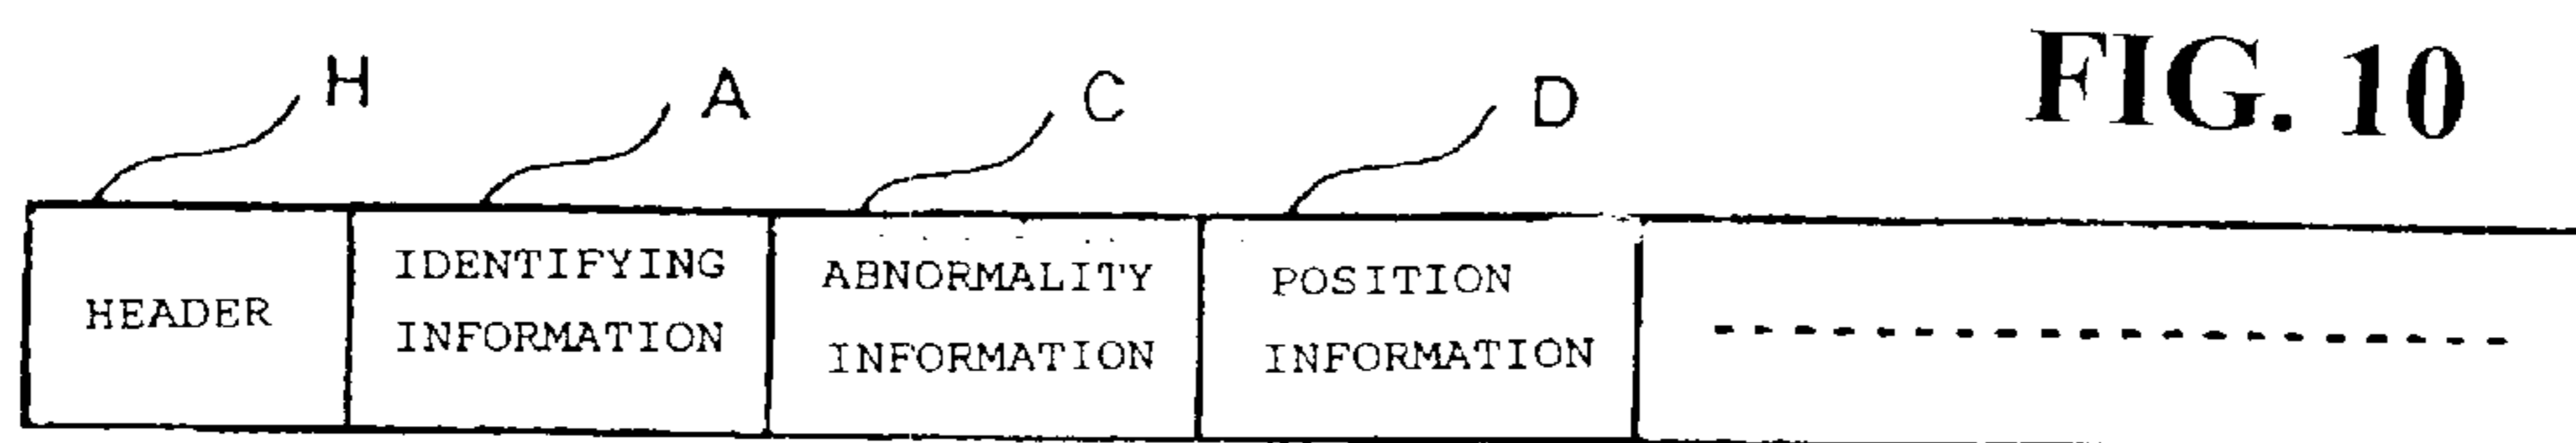 FIG. 10
H A C D
HEADER
IDENTIFYING
INFORMATION
ABNORMALITY
INFORMATION
POSITION
INFORMATION